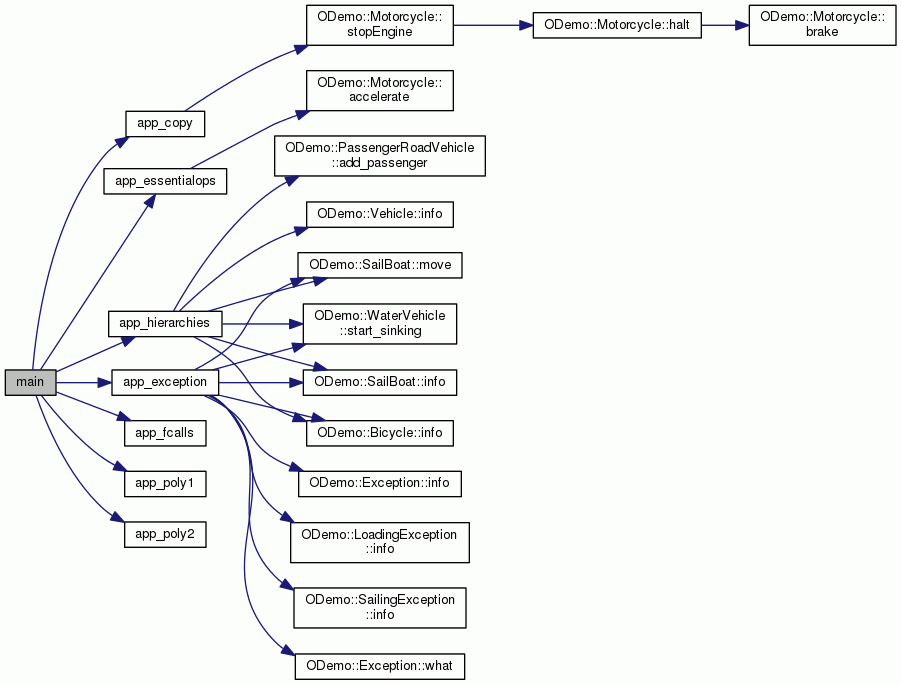 ODemo::Motorcycle::
stopEngine
ODemo::Motorcycle::halt
ODemo::Motorcycle::
brake
ODemo::Motorcycle::
accelerate
app_copy
ODemo::PassengerRoadVehicle
::add_passenger
app_essentialops
ODemo::Vehicle::info
ODemo::SailBoat::move
app_hierarchies
ODemo::WaterVehicle
::start_sinking
main
app_exception
ODemo::SailBoat::info
app_fcalls
ODemo::Bicycle::info
app_poly1
ODemo::Exception::info
app_poly2
ODemo::LoadingException
::info
ODemo::SailingException
::info
ODemo::Exception::what